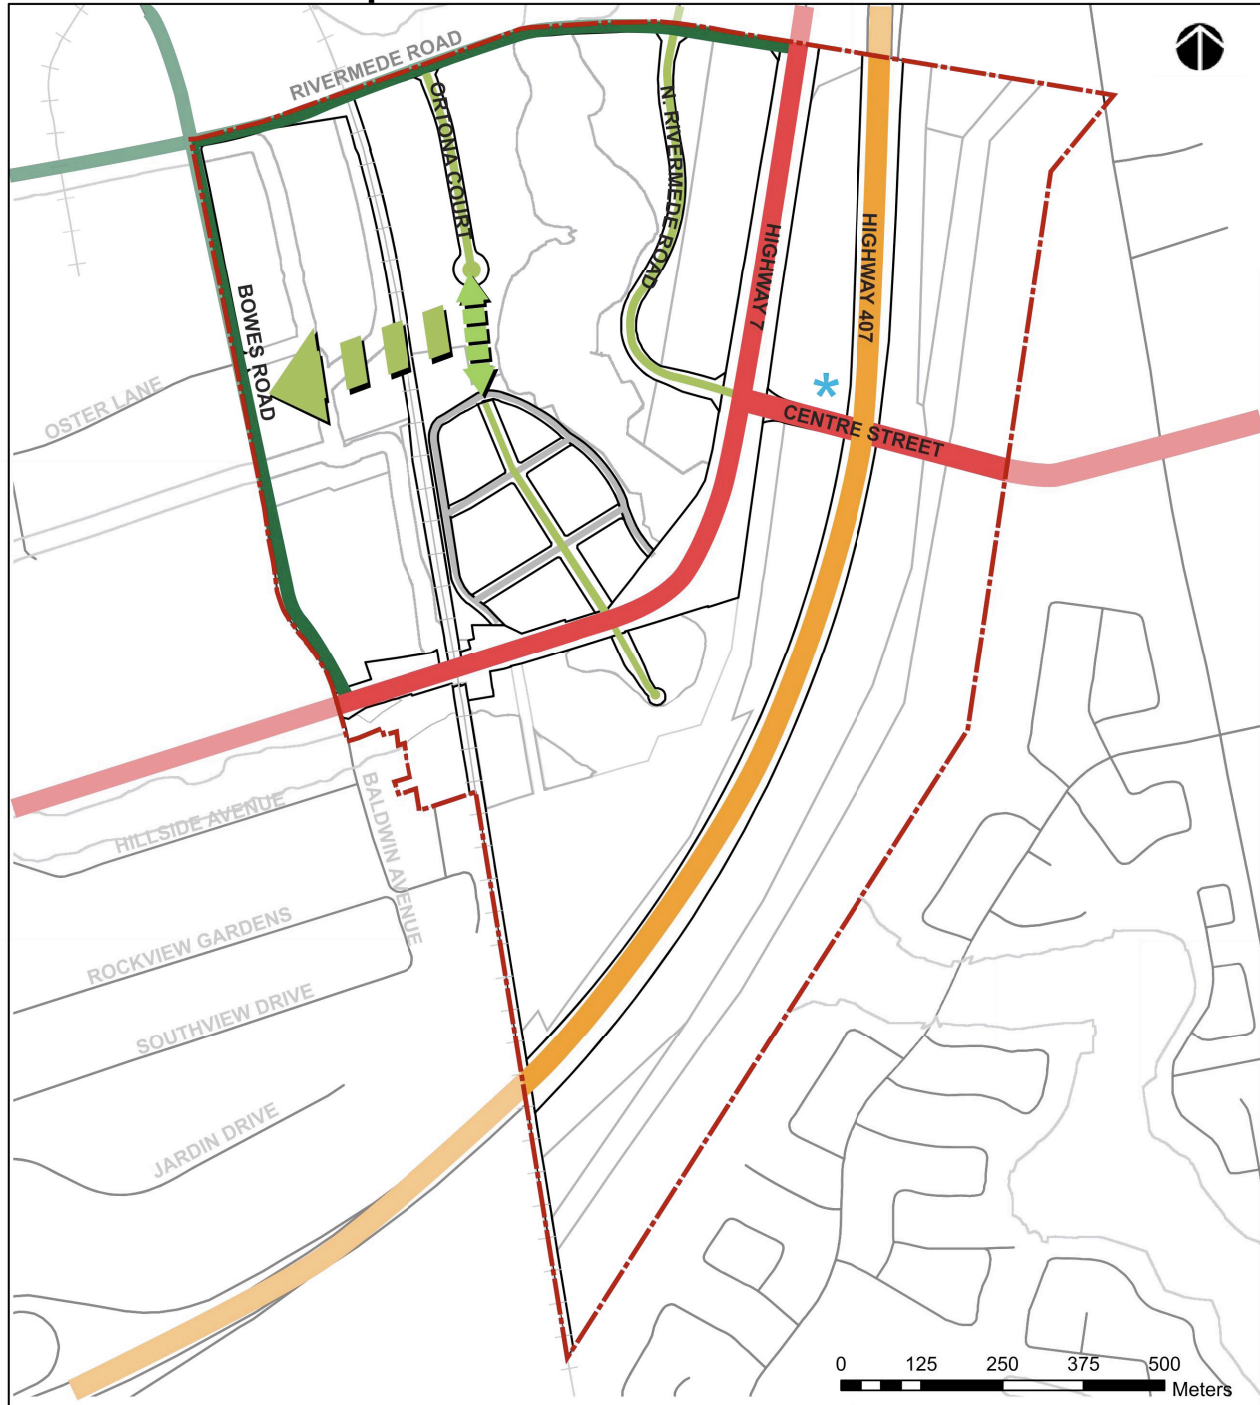 RIVERMEDE ROAD
ORTONA COURT
N. RIVERMEDE ROAD
HIGHWAY 7
HIGHWAY 407
BOWES ROAD
OSTER LANE
CENTRE STREET
HILLSIDE AVENUE
BALDWIN AVENUE
ROCKVIEW GARDENS
SOUTHVIEW DRIVE
JARDIN DRIVE
0 125 250 375 500
Meters